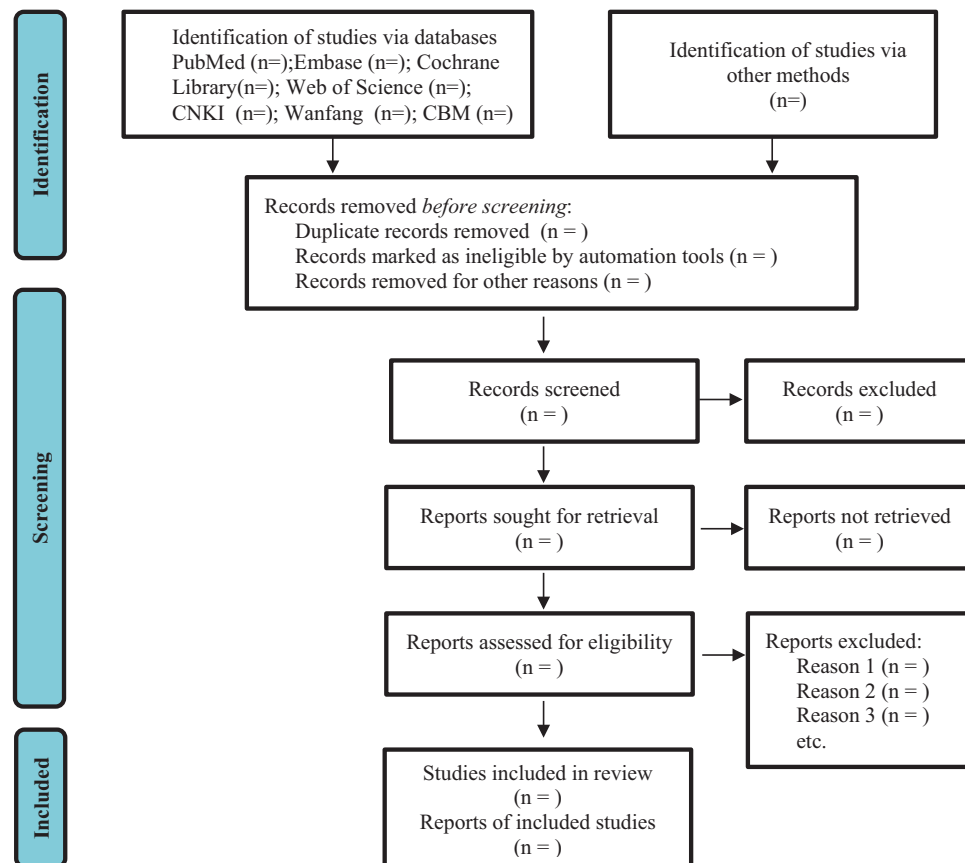 Identification
Identification of studies via databases
PubMed (n=);Embase (n=); Cochrane
Library(n=); Web of Science (n=);
CNKI (n=); Wanfang (n=); CBM (n=)
Identification of studies via
other methods
(n=)
Records removed before screening:
Duplicate records removed (n = )
Records marked as ineligible by automation tools (n = )
Records removed for other reasons (n = )
Screening
Records screened
(n = )
Records excluded
(n = )
Reports sought for retrieval
(n = )
Reports not retrieved
(n = )
Reports assessed for eligibility
(n = )
Reports excluded:
Reason 1 (n = )
Reason 2 (n = )
Reason 3 (n = )
etc.
Included
Studies included in review
(n = )
Reports of included studies
(n = )